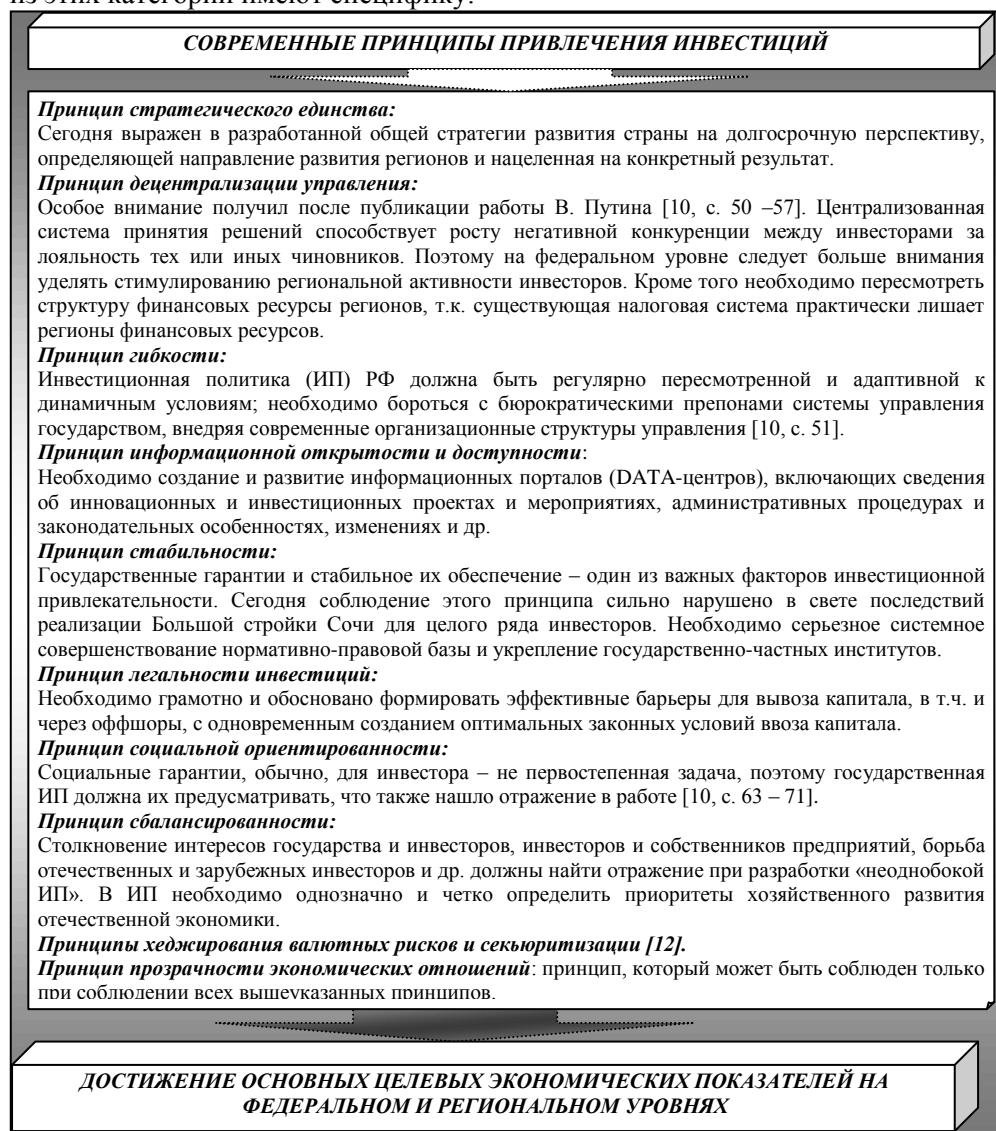 из этих категорий имеют специфику.
СОВРЕМЕННЫЕ ПРИНЦИПЫ ПРИВЛЕЧЕНИЯ ИНВЕСТИЦИЙ
Принцип стратегического единства:
Сегодня выражен в разработанной общей стратегии развития страны на долгосрочную перспективу,
определяющей направление развития регионов и нацеленная на конкретный результат.
Принцип децентрализации управления:
Особое внимание получил после публикации работы В. Путина [10, с. 50 –57]. Централизованная
система принятия решений способствует росту негативной конкуренции между инвесторами за
лояльность тех или иных чиновников. Поэтому на федеральном уровне следует больше внимания
уделять стимулированию региональной активности инвесторов. Кроме того необходимо пересмотреть
структуру финансовых ресурсы регионов, т.к. существующая налоговая система практически лишает
регионы финансовых ресурсов.
Принцип гибкости:
Инвестиционная политика (ИП) РФ должна быть регулярно пересмотренной и адаптивной к
динамичным условиям; необходимо бороться с бюрократическими препонами системы управления
государством, внедряя современные организационные структуры управления [10, с. 51].
Принцип информационной открытости и доступности:
Необходимо создание и развитие информационных порталов (DATA-центров), включающих сведения
об инновационных и инвестиционных проектах и мероприятиях, административных процедурах и
законодательных особенностях, изменениях и др.
Принцип стабильности:
Государственные гарантии и стабильное их обеспечение – один из важных факторов инвестиционной
привлекательности. Сегодня соблюдение этого принципа сильно нарушено в свете последствий
реализации Большой стройки Сочи для целого ряда инвесторов. Необходимо серьезное системное
совершенствование нормативно-правовой базы и укрепление государственно-частных институтов.
Принцип легальности инвестиций:
Необходимо грамотно и обосновано формировать эффективные барьеры для вывоза капитала, в т.ч. и
через оффшоры, с одновременным созданием оптимальных законных условий ввоза капитала.
Принцип социальной ориентированности:
Социальные гарантии, обычно, для инвестора – не первостепенная задача, поэтому государственная
ИП должна их предусматривать, что также нашло отражение в работе [10, с. 63 – 71].
Принцип сбалансированности:
Столкновение интересов государства и инвесторов, инвесторов и собственников предприятий, борьба
отечественных и зарубежных инвесторов и др. должны найти отражение при разработки «неоднобокой
ИП». В ИП необходимо однозначно и четко определить приоритеты хозяйственного развития
отечественной экономики.
Принципы хеджирования валютных рисков и секьюритизации [12].
Принцип прозрачности экономических отношений: принцип, который может быть соблюден только
при соблюдении всех вышеуказанных принципов.
ДОСТИЖЕНИЕ ОСНОВНЫХ ЦЕЛЕВЫХ ЭКОНОМИЧЕСКИХ ПОКАЗАТЕЛЕЙ НА
ФЕДЕРАЛЬНОМ И РЕГИОНАЛЬНОМ УРОВНЯХ